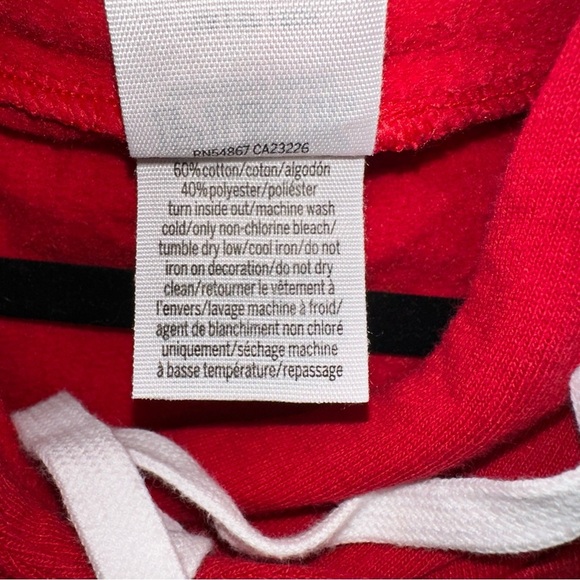 RN54867 CA23226
60%cotton/coton/algodón
40%polyester/poliéster
turn inside out/machine wash
cold/only non-chlorine bleach/
tumble dry low/cool iron/do not
iron on decoration/do not dry
clean/retourner le vêtement à
l'envers/lavage machine à froid/
agent de blanchiment non chloré
uniquement/séchage machine
à basse température/repassage